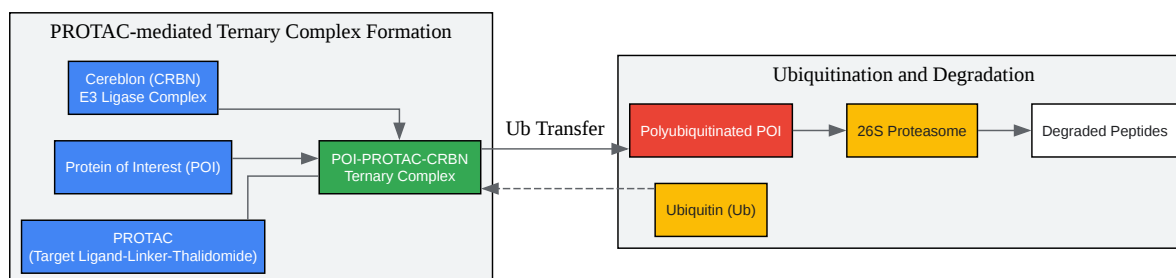 PROTAC-mediated Ternary Complex Formation
Cereblon (CRBN)
E3 Ligase Complex
Protein of Interest (POI)
PROTAC
(Target Ligand-Linker-Thalidomide)
POI-PROTAC-CRBN
Ternary Complex
Ub Transfer
Ubiquitination and Degradation
Polyubiquitinated POI
26S Proteasome
Degraded Peptides
Ubiquitin (Ub)